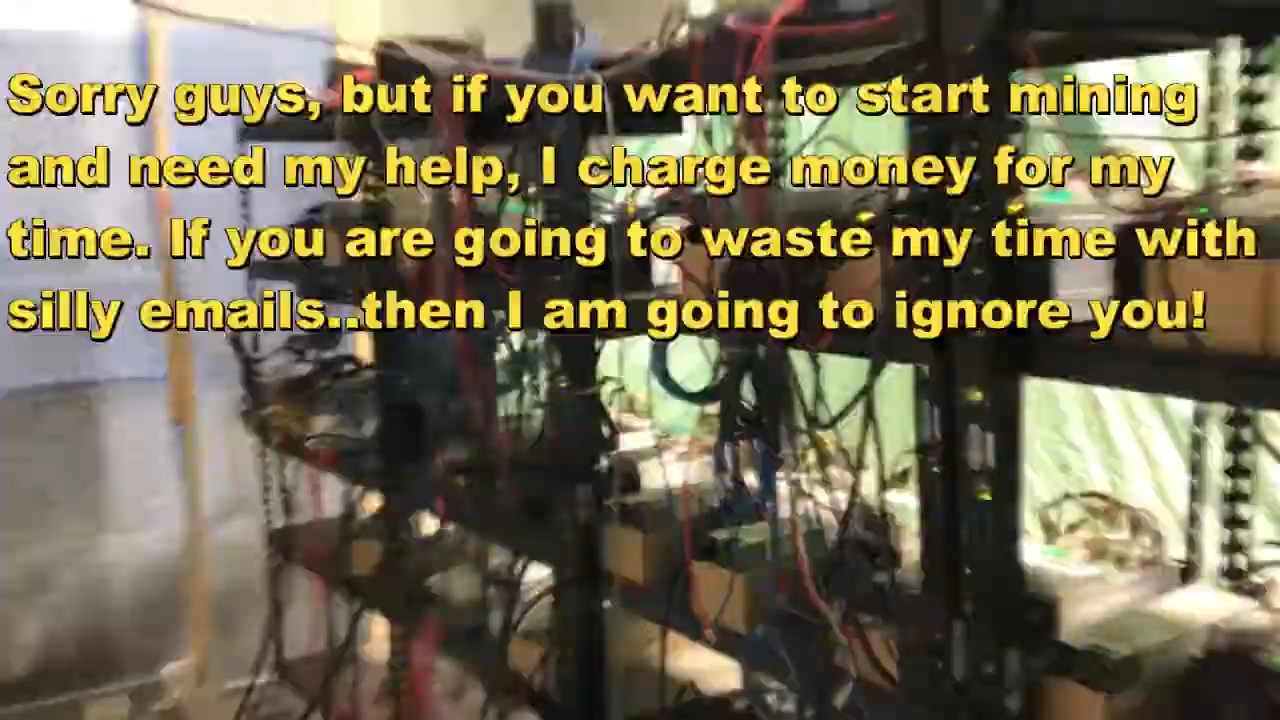 Sorry guys, but if you want to start mining
and need my help, I charge money for my
time. If you are going to waste my time with
silly emails..then I am going to ignore you!